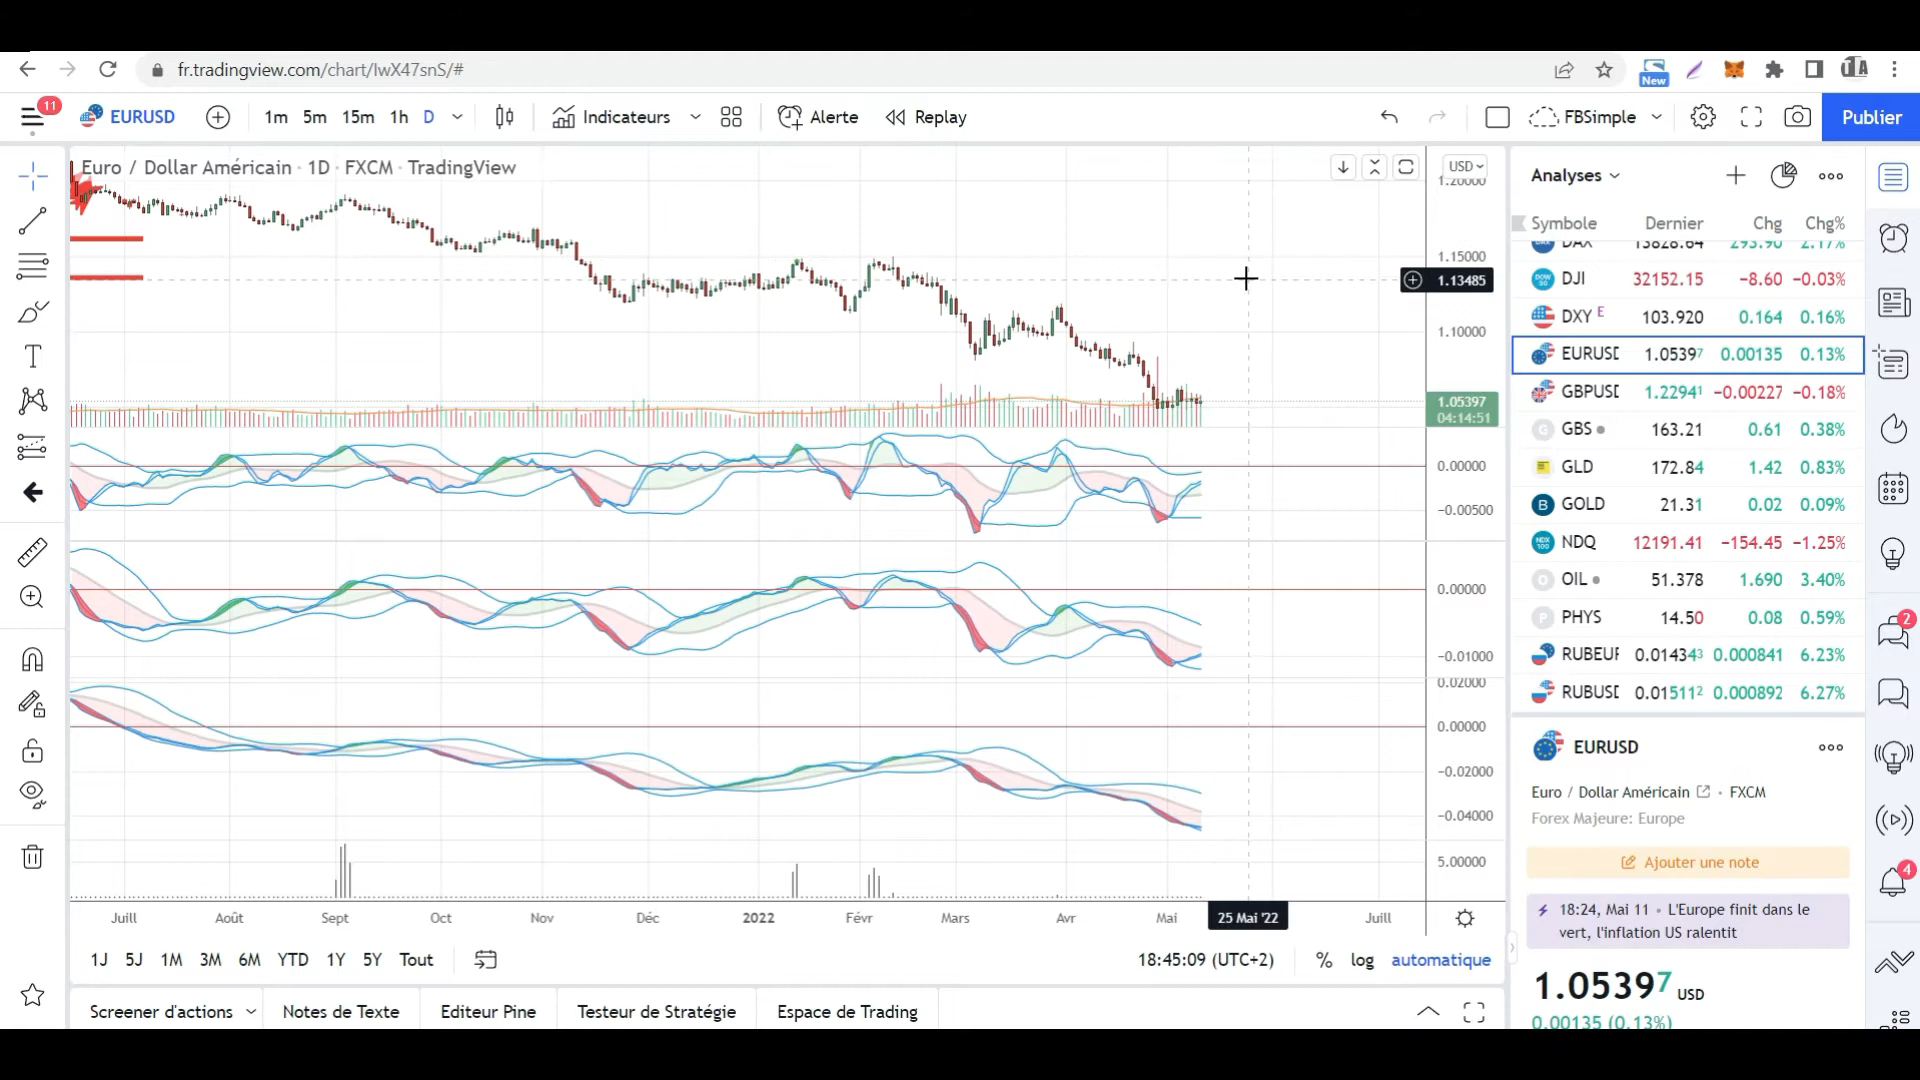 fr.tradingview.com/chart/IwX47snS/#
New
11
EURUSD
1m 5m 15m 1h D
Indicateurs
Alerte
Replay
FBSimple
Publier
Euro / Dollar Américain · 1D · FXCM · TradingView
USD
1.20000
1.15000
1.13485
1.10000
1.05397
04:14:51
0.00000
−0.00500
0.00000
−0.01000
0.02000
0.00000
−0.02000
−0.04000
5.00000
Juill Août Sept Oct Nov Déc 2022 Févr Mars Avr Mai 25 Mai '22 Juill
1J 5J 1M 3M 6M YTD 1Y 5Y Tout
18:45:09 (UTC+2) % log automatique
Screener d'actions Notes de Texte Editeur Pine Testeur de Stratégie Espace de Trading
Analyses
Symbole Dernier Chg Chg%
DAX 13828.64 293.90 2.17%
DJI 32152.15 −8.60 −0.03%
DXY E 103.920 0.164 0.16%
EURUSD 1.05397 0.00135 0.13%
GBPUSD 1.22941 −0.00227 −0.18%
GBS 163.21 0.61 0.38%
GLD 172.84 1.42 0.83%
GOLD 21.31 0.02 0.09%
NDQ 12191.41 −154.45 −1.25%
OIL 51.378 1.690 3.40%
PHYS 14.50 0.08 0.59%
RUBEUR 0.014343 0.000841 6.23%
RUBUSD 0.015112 0.000892 6.27%
EURUSD
Euro / Dollar Américain · FXCM
Forex Majeure: Europe
Ajouter une note
18:24, Mai 11 • L'Europe finit dans le
vert, l'inflation US ralentit
1.05397 USD
0.00135 (0.13%)
2
4